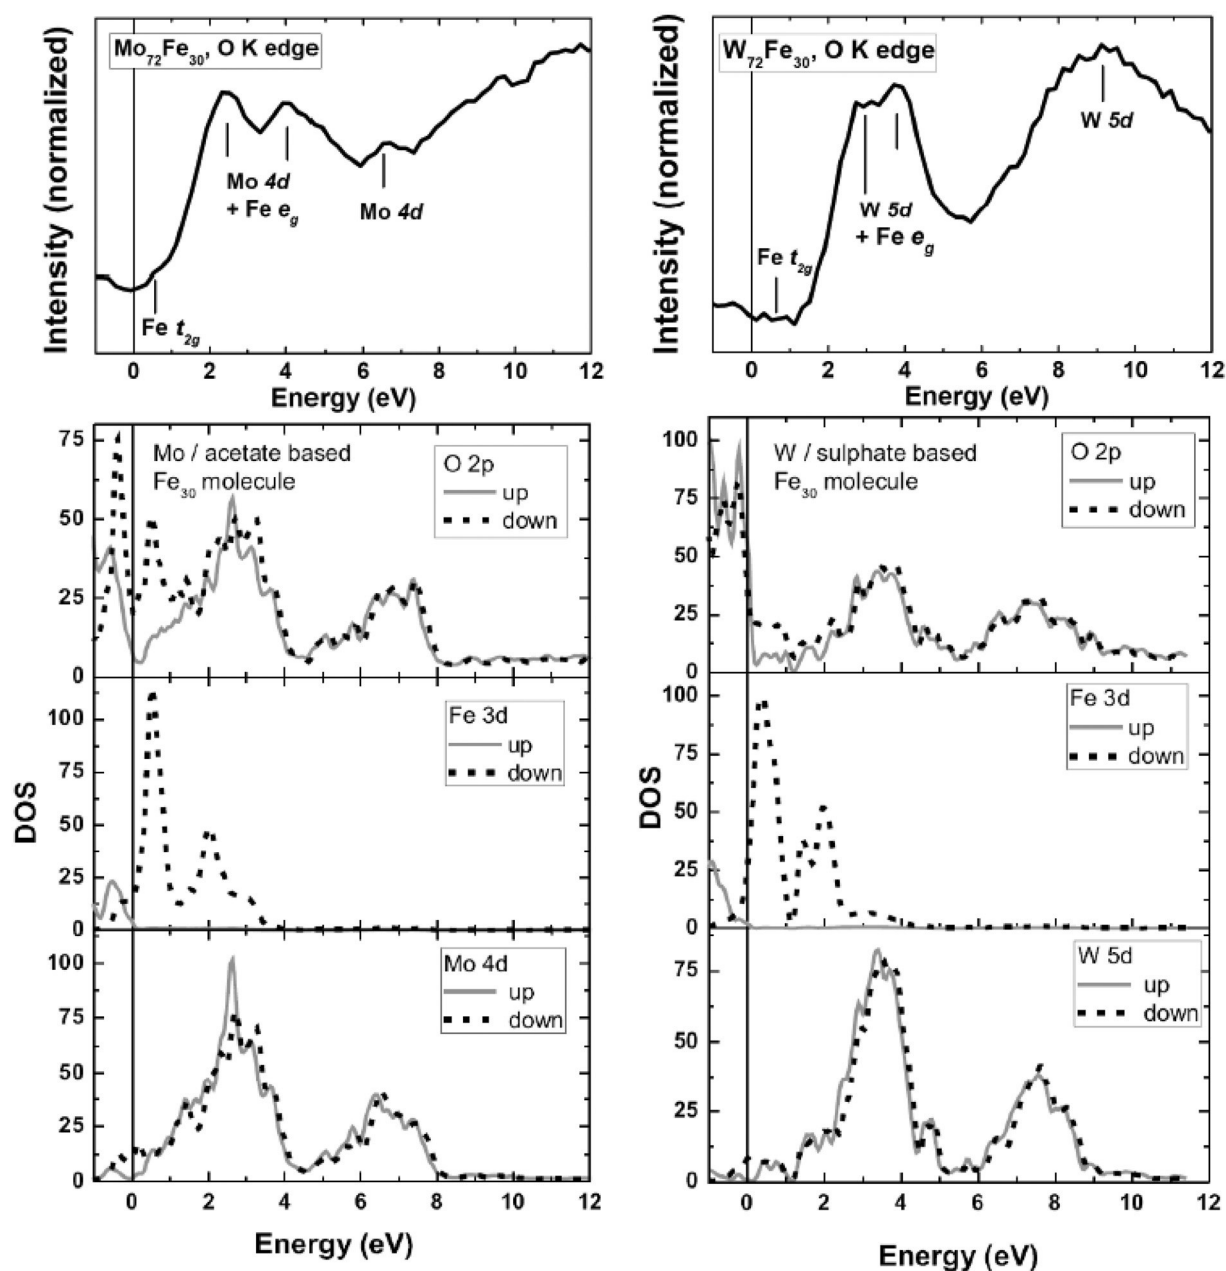 Mo72Fe30, O K edge
Intensity (normalized)
Mo 4d
+ Fe eg
Mo 4d
Fe t2g
0 2 4 6 8 10 12
Energy (eV)
W72Fe30, O K edge
Intensity (normalized)
W 5d
W 5d
+ Fe eg
Fe t2g
0 2 4 6 8 10 12
Energy (eV)
Mo / acetate based
Fe30 molecule
O 2p
up
down
75
50
25
0
Fe 3d
up
down
100
75
50
25
0
DOS
Mo 4d
up
down
100
75
50
25
0
0 2 4 6 8 10 12
Energy (eV)
W / sulphate based
Fe30 molecule
O 2p
up
down
100
75
50
25
0
Fe 3d
up
down
100
75
50
25
0
DOS
W 5d
up
down
75
50
25
0
0 2 4 6 8 10 12
Energy (eV)